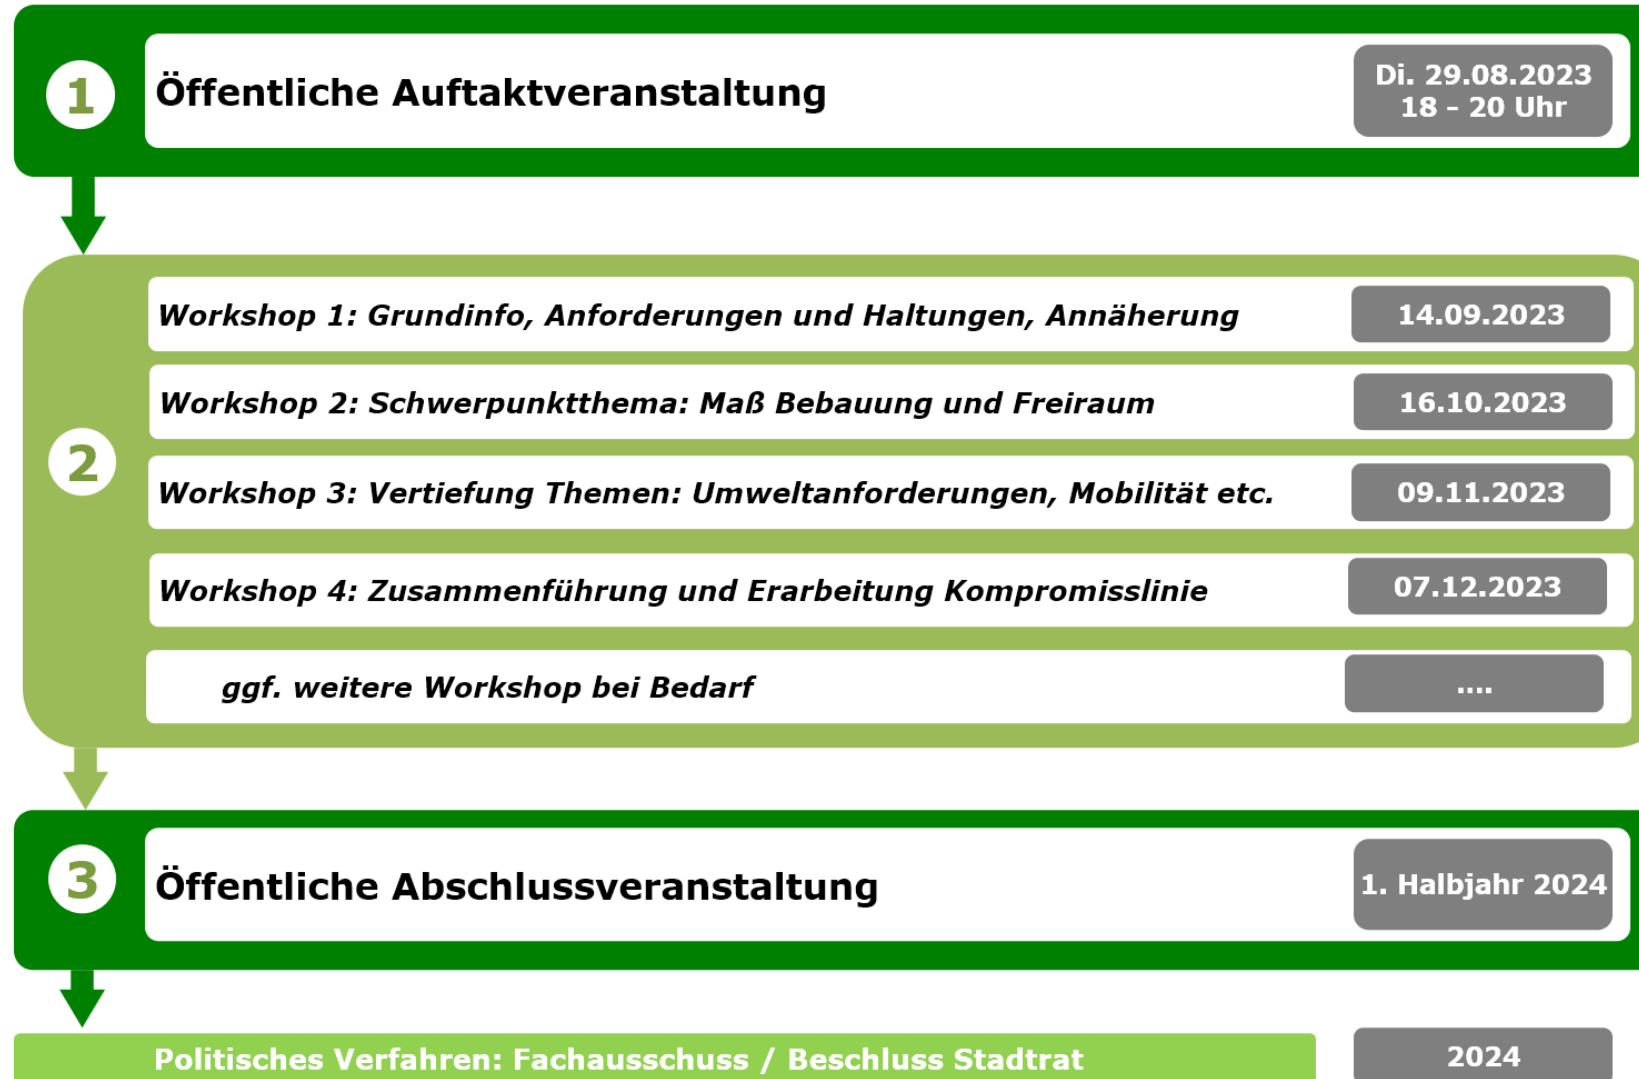 1
Öffentliche Auftaktveranstaltung
Di. 29.08.2023
18 – 20 Uhr
2
Workshop 1: Grundinfo, Anforderungen und Haltungen, Annäherung
14.09.2023
Workshop 2: Schwerpunktthema: Maß Bebauung und Freiraum
16.10.2023
Workshop 3: Vertiefung Themen: Umweltanforderungen, Mobilität etc.
09.11.2023
Workshop 4: Zusammenführung und Erarbeitung Kompromisslinie
07.12.2023
ggf. weitere Workshop bei Bedarf
....
3
Öffentliche Abschlussveranstaltung
1. Halbjahr 2024
Politisches Verfahren: Fachausschuss / Beschluss Stadtrat
2024